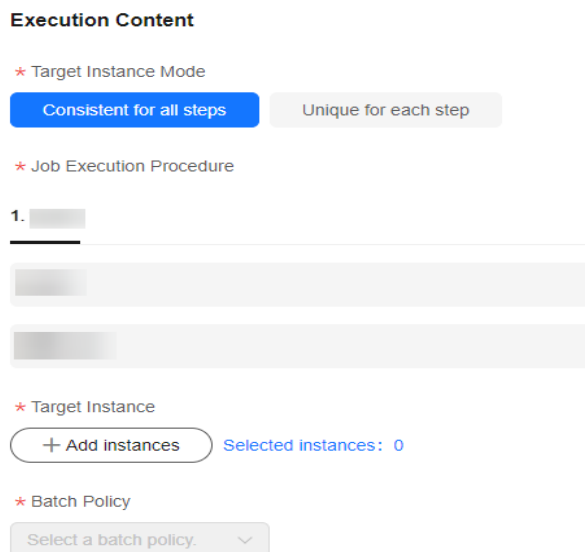 Execution Content
* Target Instance Mode
Consistent for all steps Unique for each step
* Job Execution Procedure
1.
* Target Instance
+ Add instances Selected instances: 0
* Batch Policy
Select a batch policy.